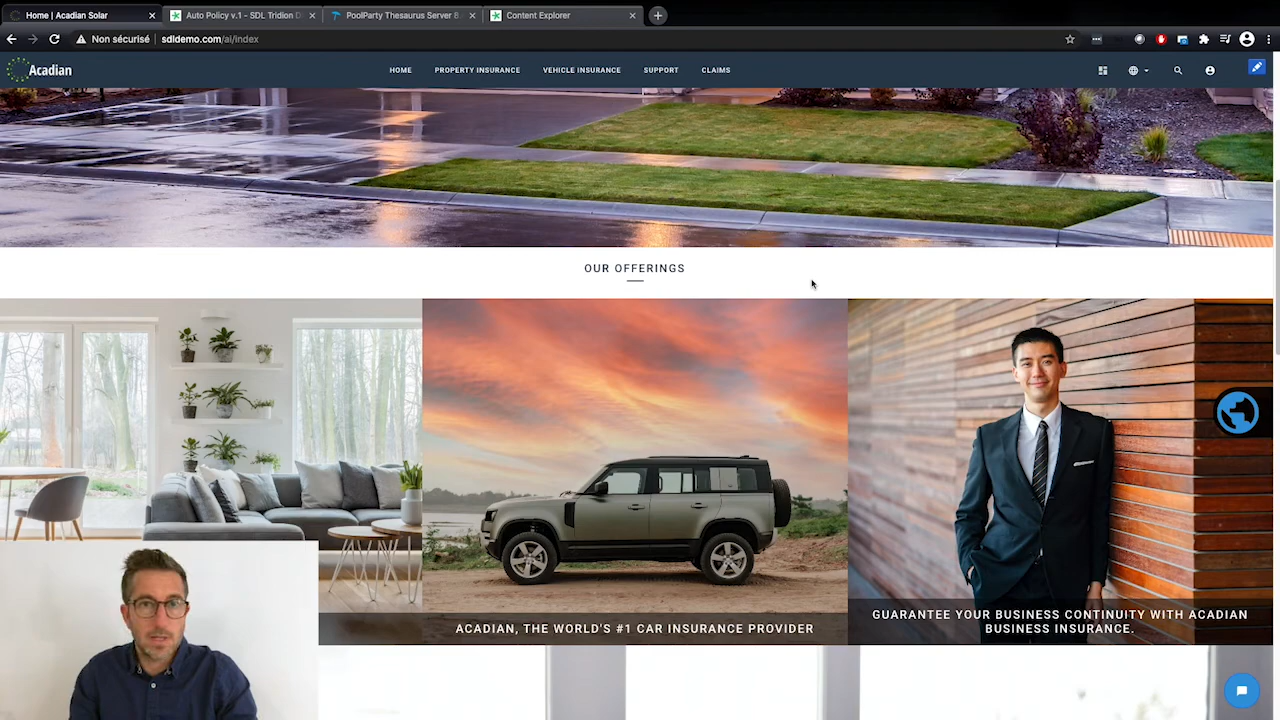 Home | Acadian Solar
Auto Policy v.1 - SDL Tridion D
PoolParty Thesaurus Server 8.
Content Explorer
Non sécurisé
sdldemo.com/ai/index
Acadian
HOME
PROPERTY INSURANCE
VEHICLE INSURANCE
SUPPORT
CLAIMS
OUR OFFERINGS
ACADIAN, THE WORLD'S #1 CAR INSURANCE PROVIDER
GUARANTEE YOUR BUSINESS CONTINUITY WITH ACADIAN
BUSINESS INSURANCE.